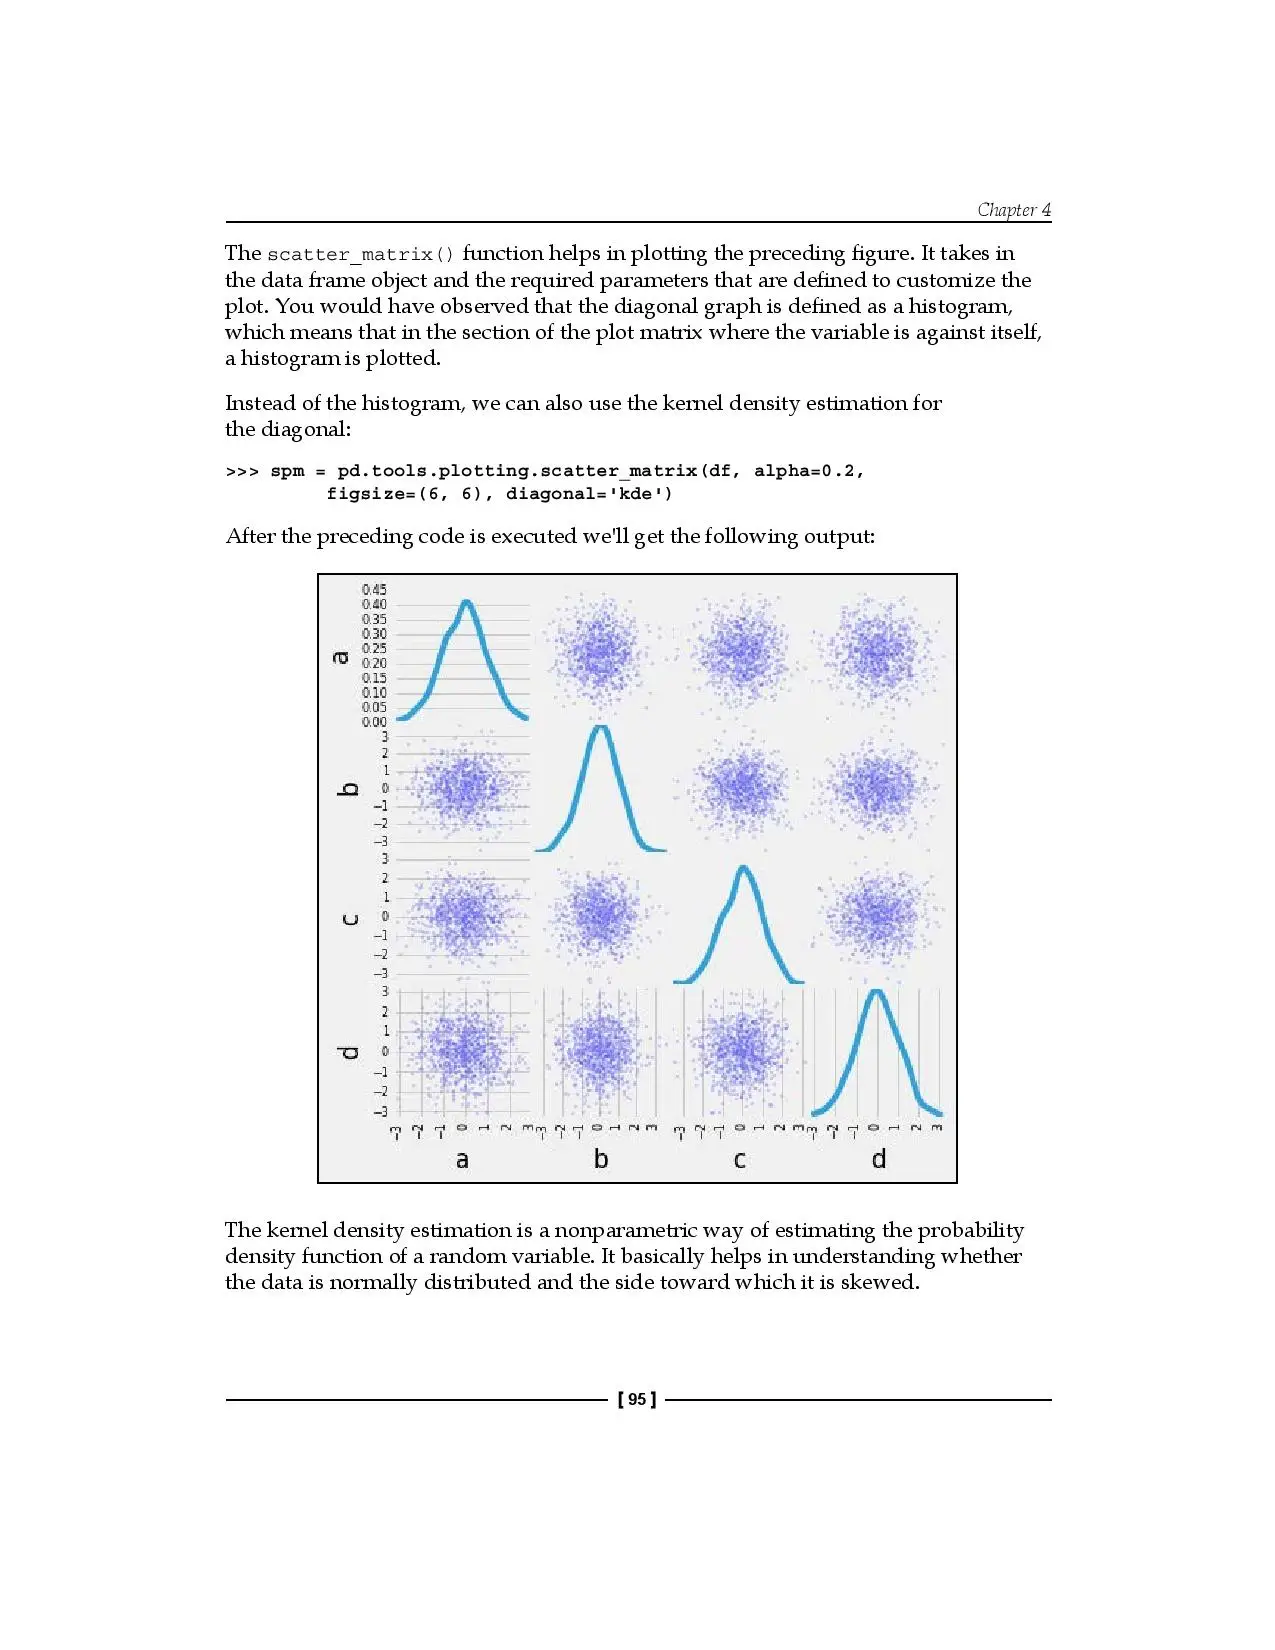 Chapter 4
The scatter_matrix() function helps in plotting the preceding figure. It takes in
the data frame object and the required parameters that are defined to customize the
plot. You would have observed that the diagonal graph is defined as a histogram,
which means that in the section of the plot matrix where the variable is against itself,
a histogram is plotted.
Instead of the histogram, we can also use the kernel density estimation for
the diagonal:
>>> spm = pd.tools.plotting.scatter_matrix(df, alpha=0.2,
figsize=(6, 6), diagonal='kde')
After the preceding code is executed we'll get the following output:
0.45
0.40
0.35
0.30
a 0.25
0.20
0.15
0.10
0.05
0.00
3
2
1
b 0
−1
−2
−3
3
2
1
c 0
−1
−2
−3
3
2
1
d 0
−1
−2
−3
−3 −2 −1 0 1 2 3 −3 −2 −1 0 1 2 3 −3 −2 −1 0 1 2 3 −3 −2 −1 0 1 2 3
a b c d
The kernel density estimation is a nonparametric way of estimating the probability
density function of a random variable. It basically helps in understanding whether
the data is normally distributed and the side toward which it is skewed.
[ 95 ]